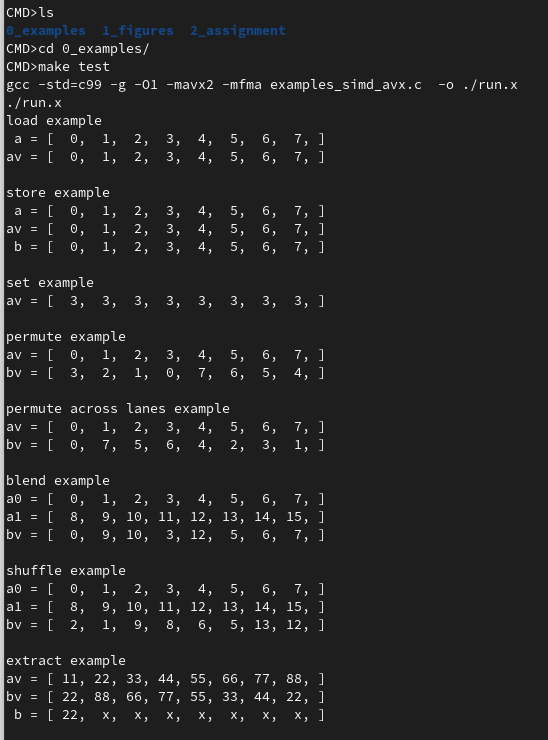 CMD>ls
0_examples  1_figures  2_assignment
CMD>cd 0_examples/
CMD>make test
gcc -std=c99 -g -O1 -mavx2 -mfma examples_simd_avx.c  -o ./run.x
./run.x
load example
 a = [  0,  1,  2,  3,  4,  5,  6,  7, ]
av = [  0,  1,  2,  3,  4,  5,  6,  7, ]

store example
 a = [  0,  1,  2,  3,  4,  5,  6,  7, ]
av = [  0,  1,  2,  3,  4,  5,  6,  7, ]
 b = [  0,  1,  2,  3,  4,  5,  6,  7, ]

set example
av = [  3,  3,  3,  3,  3,  3,  3,  3, ]

permute example
av = [  0,  1,  2,  3,  4,  5,  6,  7, ]
bv = [  3,  2,  1,  0,  7,  6,  5,  4, ]

permute across lanes example
av = [  0,  1,  2,  3,  4,  5,  6,  7, ]
bv = [  0,  7,  5,  6,  4,  2,  3,  1, ]

blend example
a0 = [  0,  1,  2,  3,  4,  5,  6,  7, ]
a1 = [  8,  9, 10, 11, 12, 13, 14, 15, ]
bv = [  0,  9, 10,  3, 12,  5,  6,  7, ]

shuffle example
a0 = [  0,  1,  2,  3,  4,  5,  6,  7, ]
a1 = [  8,  9, 10, 11, 12, 13, 14, 15, ]
bv = [  2,  1,  9,  8,  6,  5, 13, 12, ]

extract example
av = [ 11, 22, 33, 44, 55, 66, 77, 88, ]
bv = [ 22, 88, 66, 77, 55, 33, 44, 22, ]
 b = [ 22,  x,  x,  x,  x,  x,  x,  x, ]